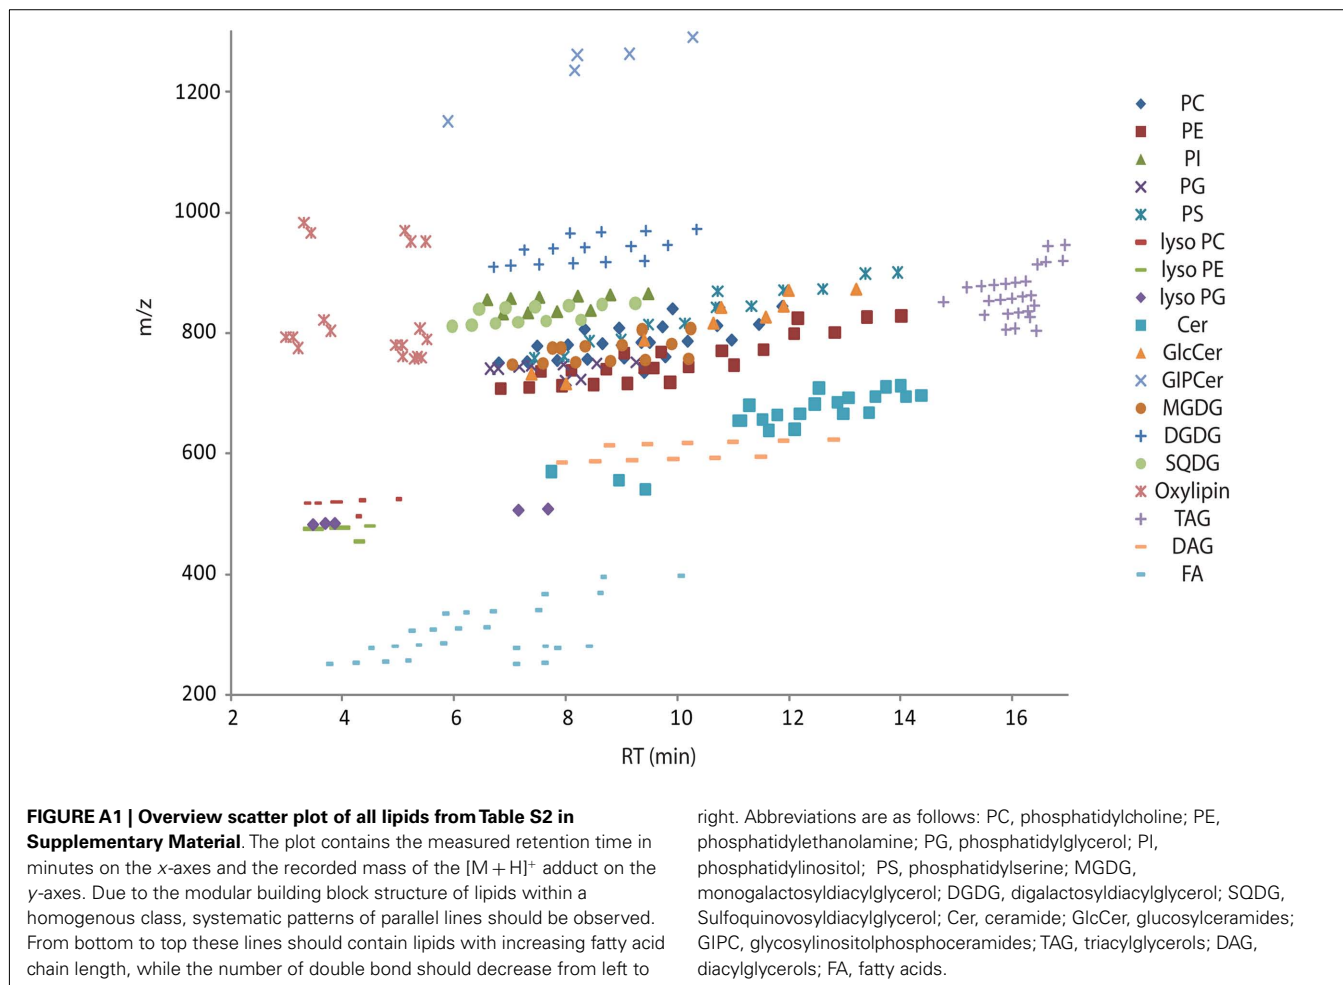 1200
1000
800
600
400
200
m/z
2 4 6 8 10 12 14 16
RT (min)
PC
PE
PI
PG
PS
lyso PC
lyso PE
lyso PG
Cer
GlcCer
GIPCer
MGDG
DGDG
SQDG
Oxylipin
TAG
DAG
FA
FIGURE A1 | Overview scatter plot of all lipids from Table S2 in
Supplementary Material. The plot contains the measured retention time in
minutes on the x-axes and the recorded mass of the [M + H]+ adduct on the
y-axes. Due to the modular building block structure of lipids within a
homogenous class, systematic patterns of parallel lines should be observed.
From bottom to top these lines should contain lipids with increasing fatty acid
chain length, while the number of double bond should decrease from left to
right. Abbreviations are as follows: PC, phosphatidylcholine; PE,
phosphatidylethanolamine; PG, phosphatidylglycerol; PI,
phosphatidylinositol; PS, phosphatidylserine; MGDG,
monogalactosyldiacylglycerol; DGDG, digalactosyldiacylglycerol; SQDG,
Sulfoquinovosyldiacylglycerol; Cer, ceramide; GlcCer, glucosylceramides;
GIPC, glycosylinositolphosphoceramides; TAG, triacylglycerols; DAG,
diacylglycerols; FA, fatty acids.